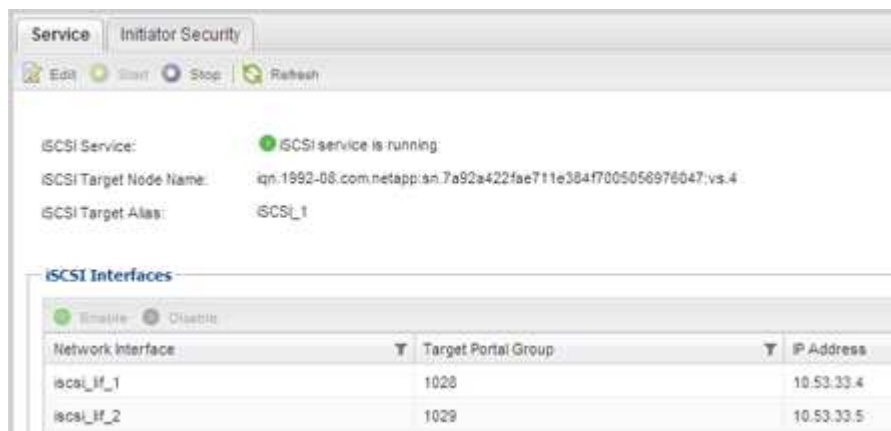 Service Initiator Security
Edit Start Stop Refresh
iSCSI Service: iSCSI service is running
iSCSI Target Node Name: iqn.1992-08.com.netapp:sn.7a92a422fae711e384f7005056976047:vs.4
iSCSI Target Alias: iSCSI_1
iSCSI Interfaces
Enable Disable
Network Interface Target Portal Group IP Address
iscsi_lif_1 1028 10.53.33.4
iscsi_lif_2 1029 10.53.33.5